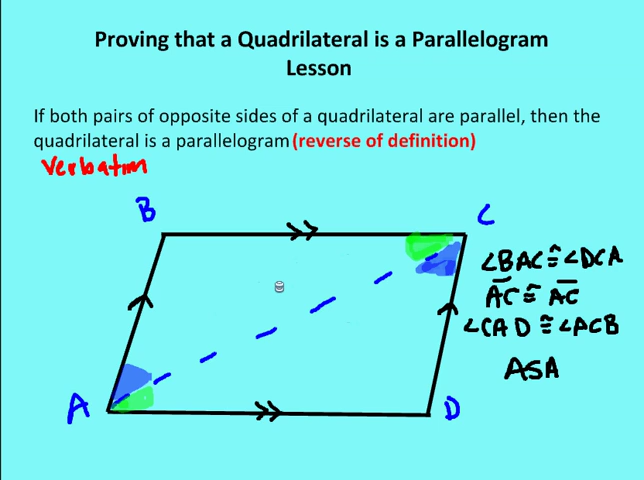 Proving that a Quadrilateral is a Parallelogram
Lesson
If both pairs of opposite sides of a quadrilateral are parallel, then the
quadrilateral is a parallelogram (reverse of definition)
Verbatim
B
C
∠BAC≅∠DCA
AC ≅ AC
∠CAD ≅ ∠ACB
ASA
A
D